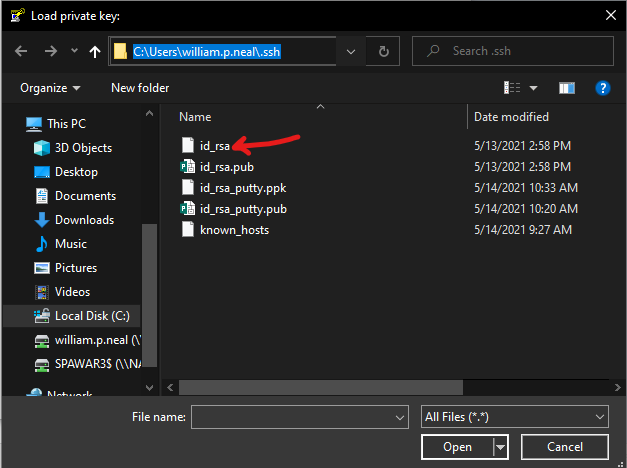 Load private key:
C:\Users\william.p.neal\.ssh
Search .ssh
Organize
New folder
This PC
3D Objects
Desktop
Documents
Downloads
Music
Pictures
Videos
Local Disk (C:)
william.p.neal (\\
SPAWAR3$ (\\NA
Network
Name
Date modified
id_rsa 5/13/2021 2:58 PM
id_rsa.pub 5/13/2021 2:58 PM
id_rsa_putty.ppk 5/14/2021 10:33 AM
id_rsa_putty.pub 5/14/2021 10:20 AM
known_hosts 5/14/2021 9:27 AM
File name:
All Files (*.*)
Open
Cancel